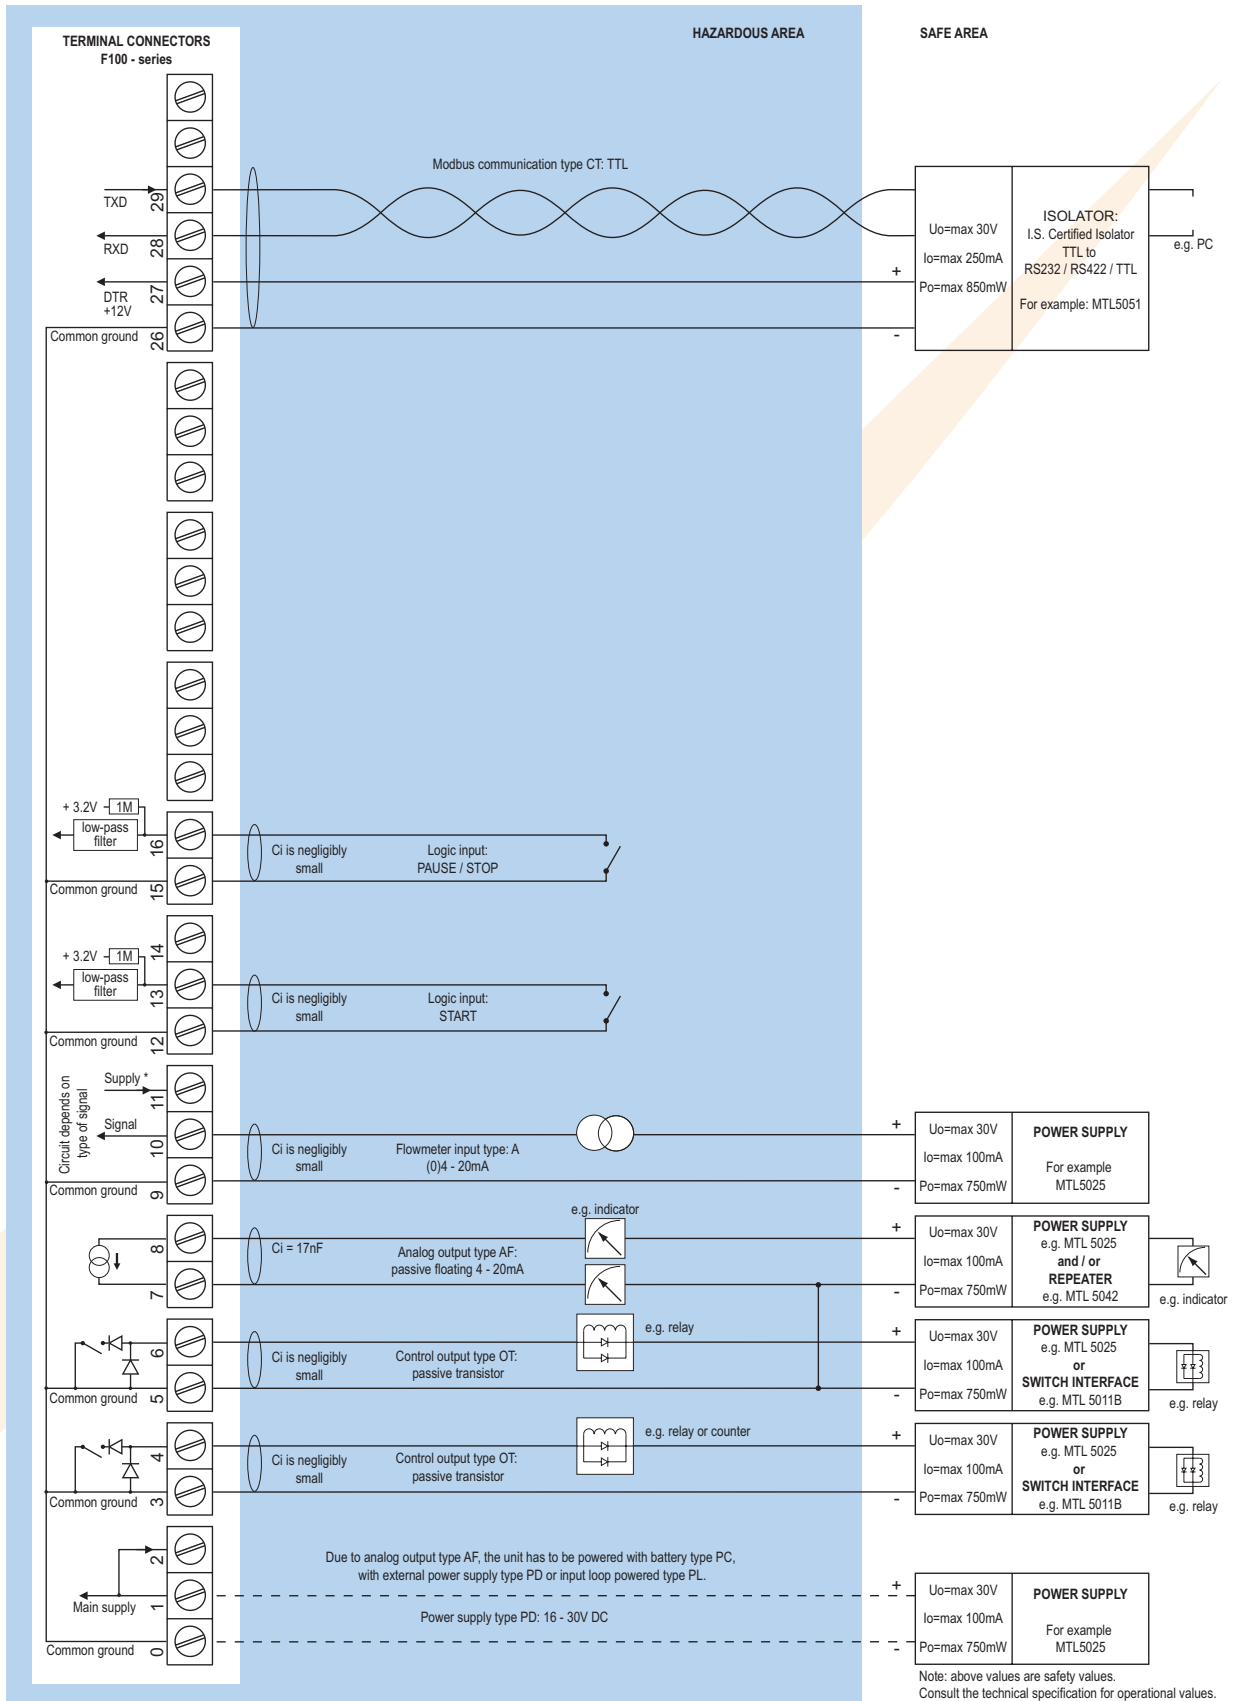 TERMINAL CONNECTORS
F100 - series
HAZARDOUS AREA
SAFE AREA
Modbus communication type CT: TTL
TXD
29
RXD
28
DTR
+12V
27
Common ground
26
+
-
Uo=max 30V
Io=max 250mA
Po=max 850mW
ISOLATOR:
I.S. Certified Isolator
TTL to
RS232 / RS422 / TTL
For example: MTL5051
e.g. PC
+ 3.2V
1M
low-pass
filter
16
Common ground
15
Ci is negligibly
small
Logic input:
PAUSE / STOP
14
+ 3.2V
1M
low-pass
filter
13
Common ground
12
Ci is negligibly
small
Logic input:
START
Circuit depends on
type of signal
Supply *
11
Signal
10
Common ground
9
Ci is negligibly
small
Flowmeter input type: A
(0)4 - 20mA
+
-
Uo=max 30V
Io=max 100mA
Po=max 750mW
POWER SUPPLY
For example
MTL5025
8
7
Ci = 17nF
Analog output type AF:
passive floating 4 - 20mA
e.g. indicator
+
-
Uo=max 30V
Io=max 100mA
Po=max 750mW
POWER SUPPLY
e.g. MTL 5025
and / or
REPEATER
e.g. MTL 5042
e.g. indicator
6
Common ground
5
Ci is negligibly
small
Control output type OT:
passive transistor
e.g. relay
+
-
Uo=max 30V
Io=max 100mA
Po=max 750mW
POWER SUPPLY
e.g. MTL 5025
or
SWITCH INTERFACE
e.g. MTL 5011B
e.g. relay
4
Common ground
3
Ci is negligibly
small
Control output type OT:
passive transistor
e.g. relay or counter
+
-
Uo=max 30V
Io=max 100mA
Po=max 750mW
POWER SUPPLY
e.g. MTL 5025
or
SWITCH INTERFACE
e.g. MTL 5011B
e.g. relay
2
Main supply
1
Common ground
0
Due to analog output type AF, the unit has to be powered with battery type PC,
with external power supply type PD or input loop powered type PL.
Power supply type PD: 16 - 30V DC
+
-
Uo=max 30V
Io=max 100mA
Po=max 750mW
POWER SUPPLY
For example
MTL5025
Note: above values are safety values.
Consult the technical specification for operational values.